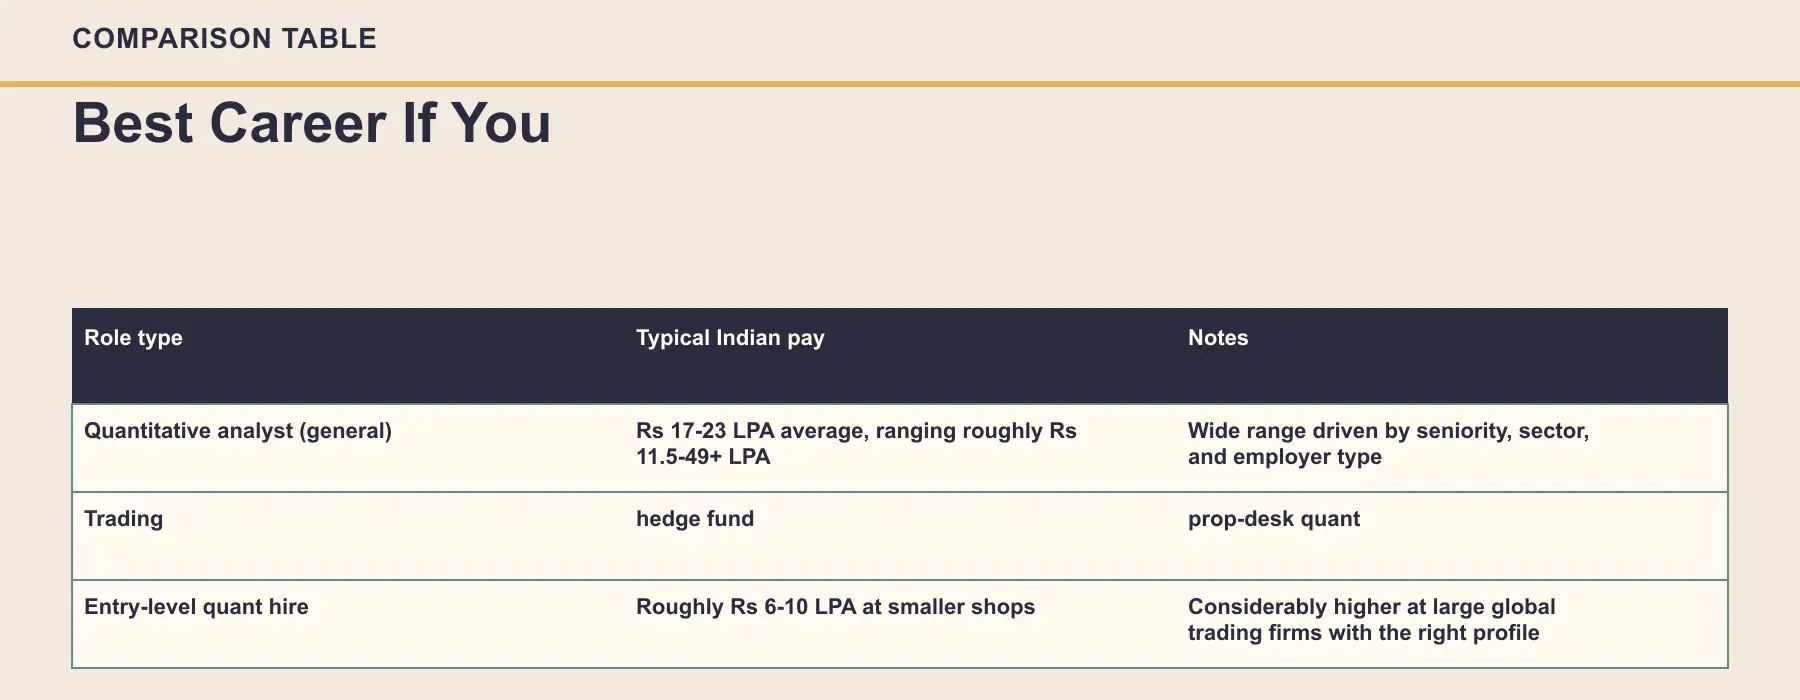 COMPARISON TABLE
Best Career If You
Role type
Typical Indian pay
Notes
Quantitative analyst (general)
Rs 17-23 LPA average, ranging roughly Rs
11.5-49+ LPA
Wide range driven by seniority, sector,
and employer type
Trading
hedge fund
prop-desk quant
Entry-level quant hire
Roughly Rs 6-10 LPA at smaller shops
Considerably higher at large global
trading firms with the right profile